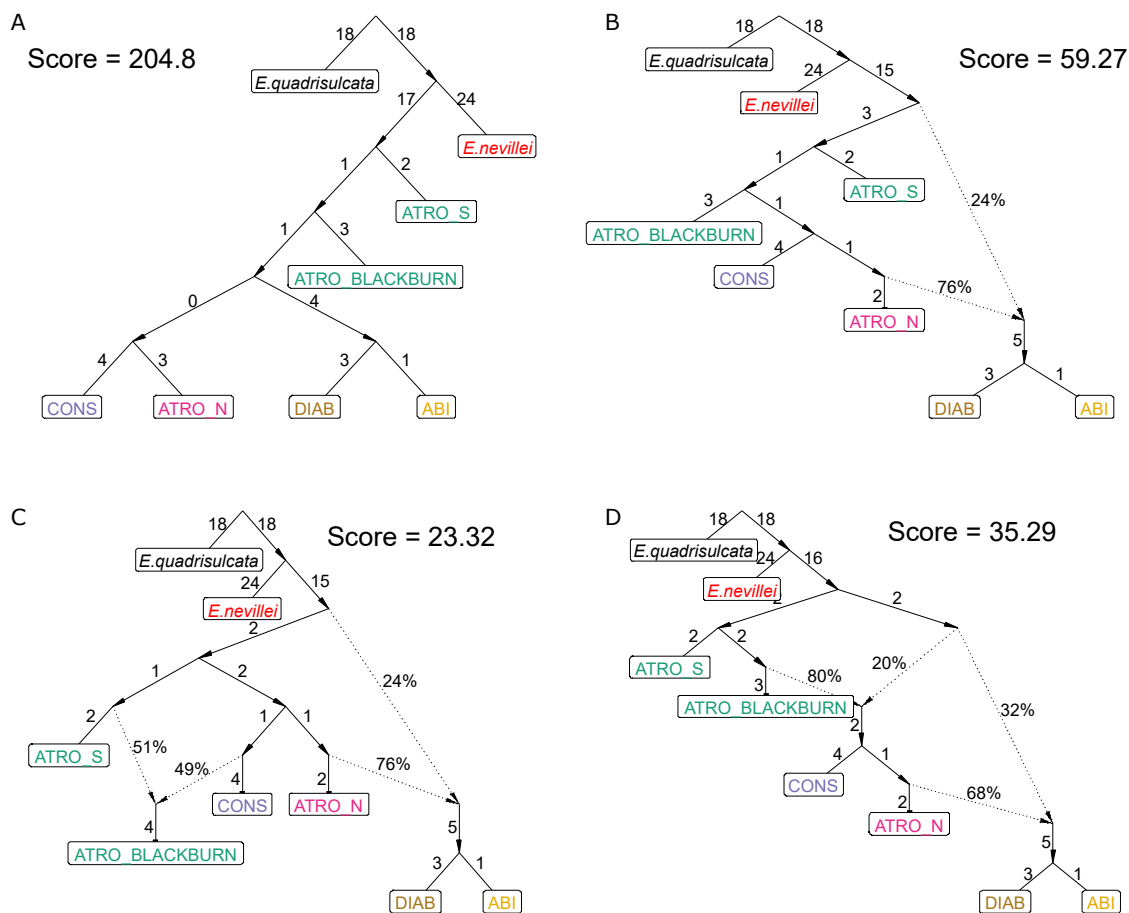 A
Score = 204.8
18 18
E.quadrisulcata
17 24
E.nevillei
1 2
ATRO_S
1 3
ATRO_BLACKBURN
0 4
4 3 3 1
CONS ATRO_N DIAB ABI
B
Score = 59.27
18 18
E.quadrisulcata
24 15
E.nevillei
3
1 2
ATRO_S
24%
3 1
ATRO_BLACKBURN
4 1
CONS
76%
2
ATRO_N
5
3 1
DIAB ABI
C
Score = 23.32
18 18
E.quadrisulcata
24 15
E.nevillei
2
1 2
24%
2 1 1
ATRO_S
51% 49% 76%
4 2
CONS ATRO_N
4 5
ATRO_BLACKBURN
3 1
DIAB ABI
D
Score = 35.29
18 18
E.quadrisulcata
24 16
E.nevillei
2 2
2 2
ATRO_S
80% 20%
3
ATRO_BLACKBURN
32%
2
4 1
CONS
68%
2
ATRO_N
5
3 1
DIAB ABI